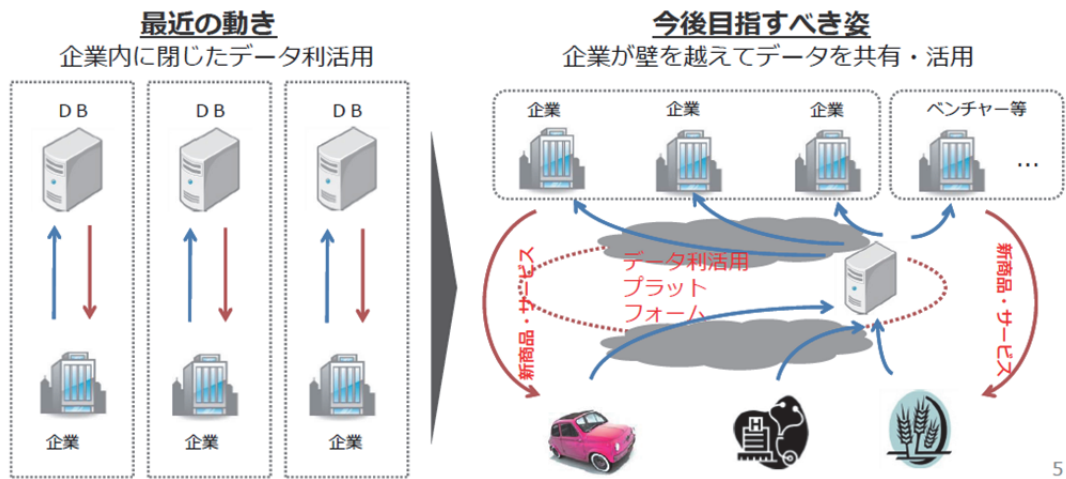 最近の動き
企業内に閉じたデータ利活用
ＤＢ
ＤＢ
ＤＢ
企業
企業
企業
今後目指すべき姿
企業が壁を越えてデータを共有・活用
企業
企業
企業
ベンチャー等
…
新商品・サービス
データ利活用
プラット
フォーム
新商品・サービス
5